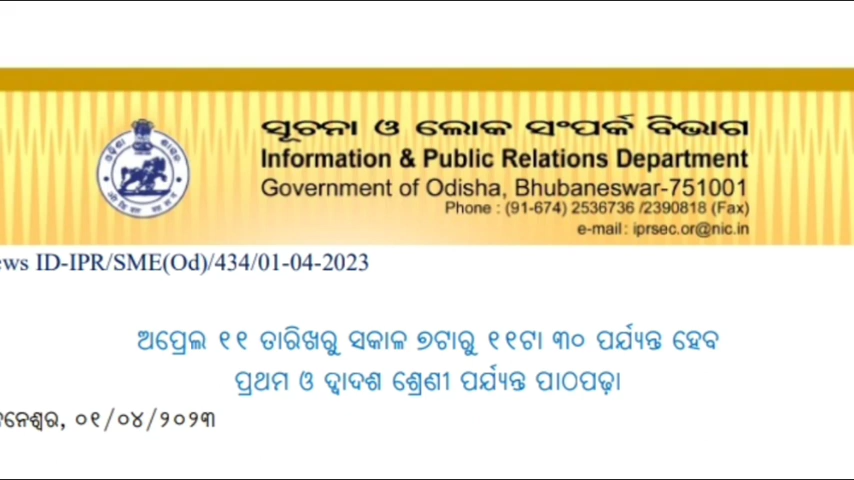 ସୂଚନା ଓ ଲୋକ ସଂପର୍କ ବିଭାଗ
Information & Public Relations Department
Government of Odisha, Bhubaneswar-751001
Phone : (91-674) 2536736 /2390818 (Fax)
e-mail : iprsec.or@nic.in
ews ID-IPR/SME(Od)/434/01-04-2023
ଅପ୍ରେଲ ୧୧ ତାରିଖରୁ ସକାଳ ୭ଟାରୁ ୧୧ଟା ୩୦ ପର୍ଯ୍ୟନ୍ତ ହେବ
ପ୍ରଥମ ଓ ଦ୍ୱାଦଶ ଶ୍ରେଣୀ ପର୍ଯ୍ୟନ୍ତ ପାଠପଢ଼ା
ବନେଶ୍ୱର, ୦୧/୦୪/୨୦୨୩